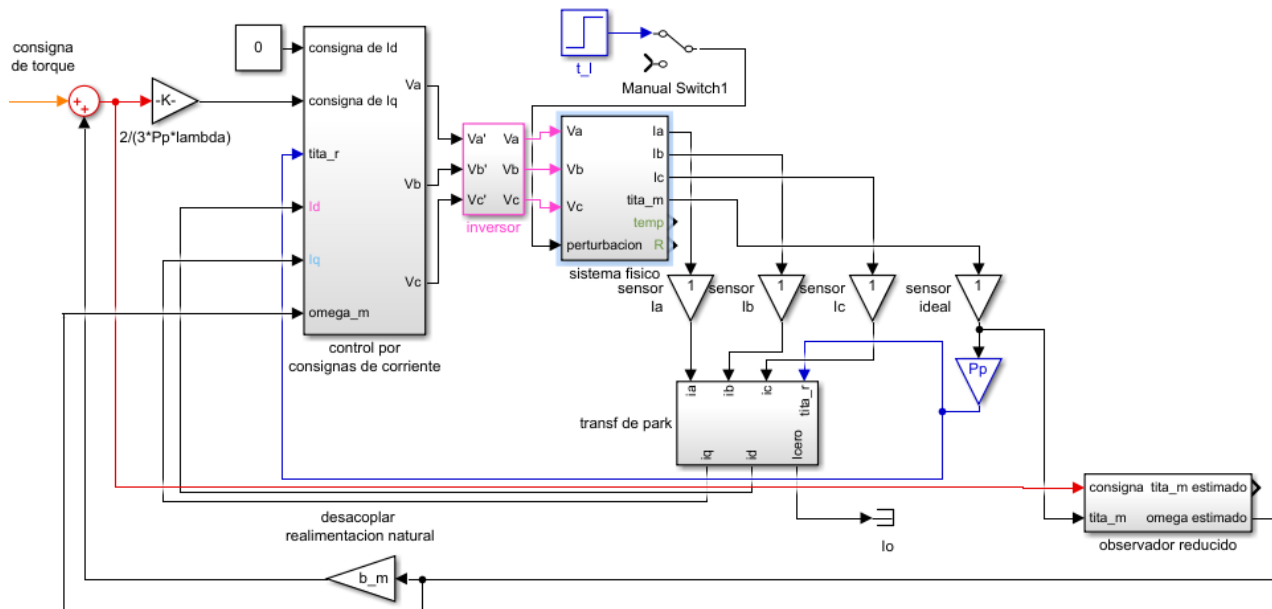 consigna
de torque
+
+
-K-
2/(3*Pp*lambda)
0
consigna de Id
consigna de Iq
tita_r
Id
Iq
omega_m
Va
Vb
Vc
control por
consignas de corriente
Va'
Vb'
Vc'
Va
Vb
Vc
inversor
t_l
Manual Switch1
Va
Vb
Vc
perturbacion
Ia
Ib
Ic
tita_m
temp
R
sistema físico
sensor
Ia
1
sensor
Ib
1
sensor
Ic
1
sensor
ideal
1
Pp
transf de park
ia
ib
ic
tita_r
iq
id
Icero
Io
consigna
tita_m
tita_m estimado
omega estimado
observador reducido
desacoplar
realimentacion natural
b_m